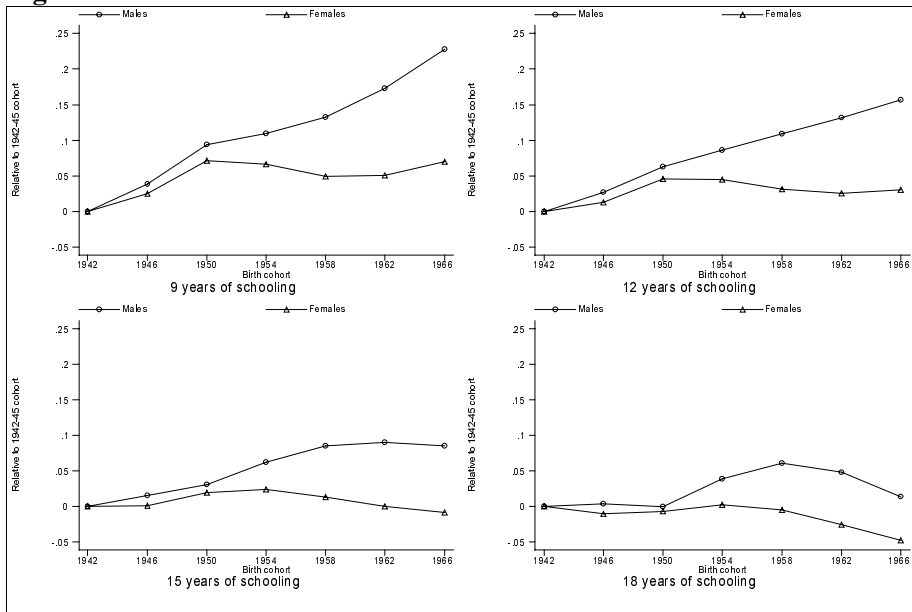 Males Females
.25
.2
.15
.1
.05
0
-.05
Relative to 1942-45 cohort
1942 1946 1950 1954 1958 1962 1966
Birth cohort
9 years of schooling
Males Females
.25
.2
.15
.1
.05
0
-.05
Relative to 1942-45 cohort
1942 1946 1950 1954 1958 1962 1966
Birth cohort
12 years of schooling
Males Females
.25
.2
.15
.1
.05
0
-.05
Relative to 1942-45 cohort
1942 1946 1950 1954 1958 1962 1966
Birth cohort
15 years of schooling
Males Females
.25
.2
.15
.1
.05
0
-.05
Relative to 1942-45 cohort
1942 1946 1950 1954 1958 1962 1966
Birth cohort
18 years of schooling